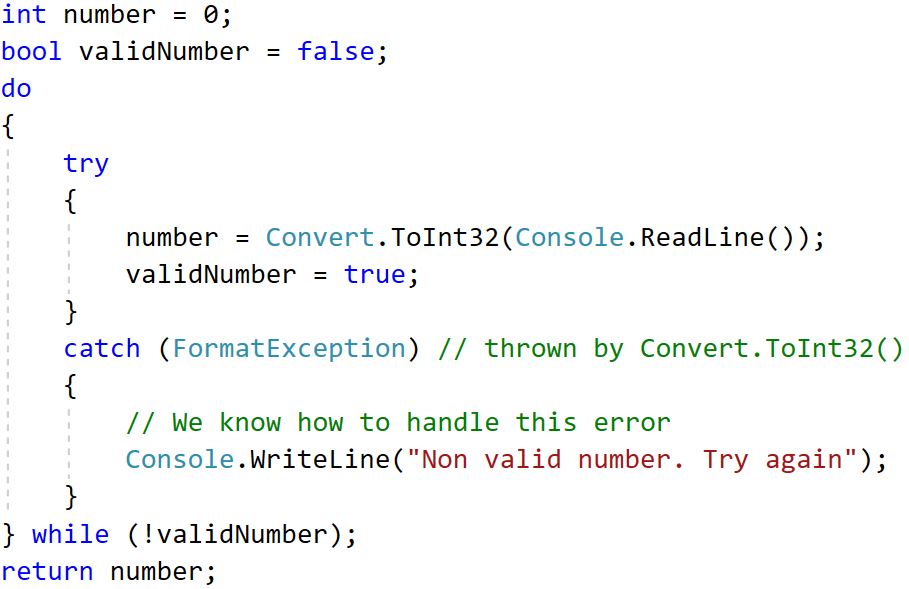 int number = 0;
bool validNumber = false;
do
{
    try
    {
        number = Convert.ToInt32(Console.ReadLine());
        validNumber = true;
    }
    catch (FormatException) // thrown by Convert.ToInt32()
    {
        // We know how to handle this error
        Console.WriteLine("Non valid number. Try again");
    }
} while (!validNumber);
return number;